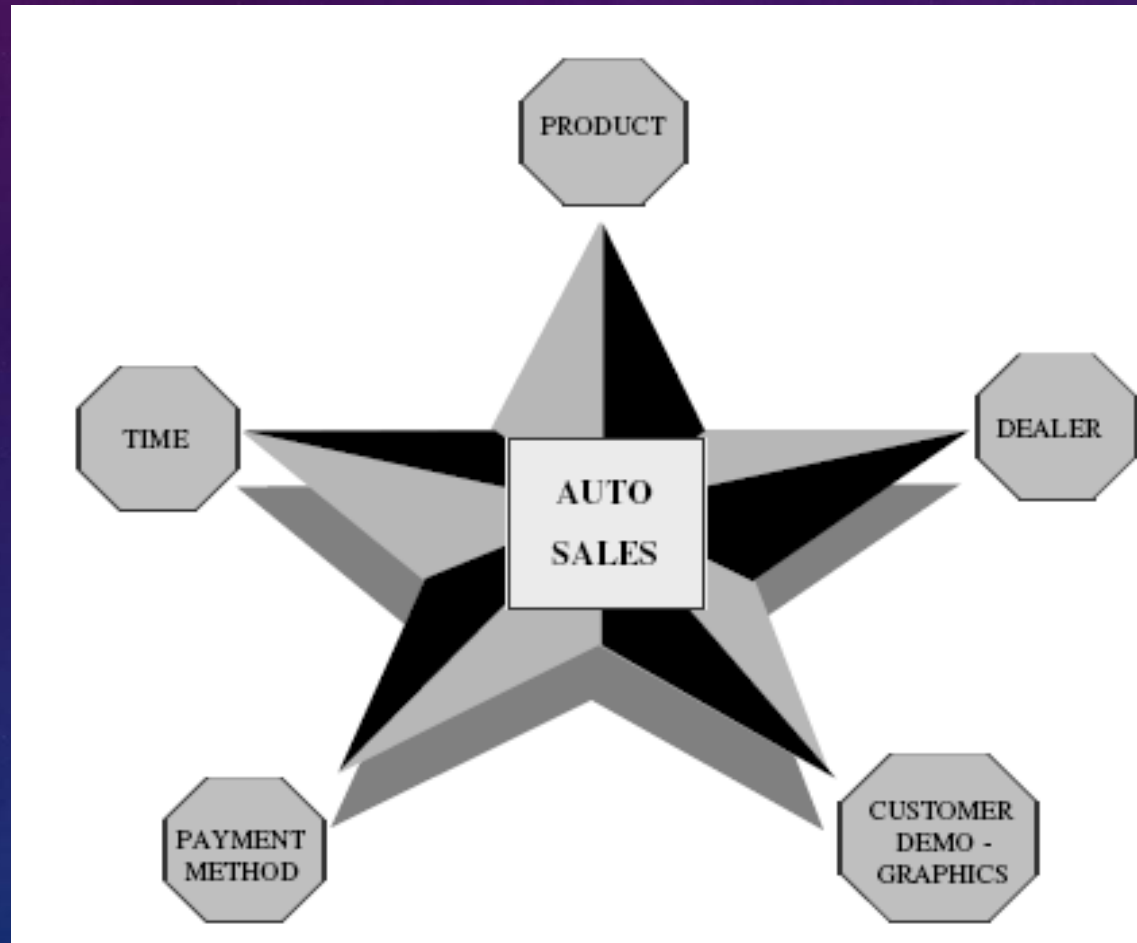 PRODUCT
TIME
DEALER
AUTO
SALES
PAYMENT
METHOD
CUSTOMER
DEMO -
GRAPHICS